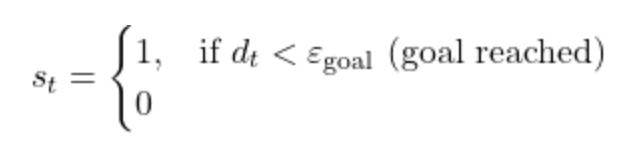 s_t = { 1, if d_t < ε_goal (goal reached)
0